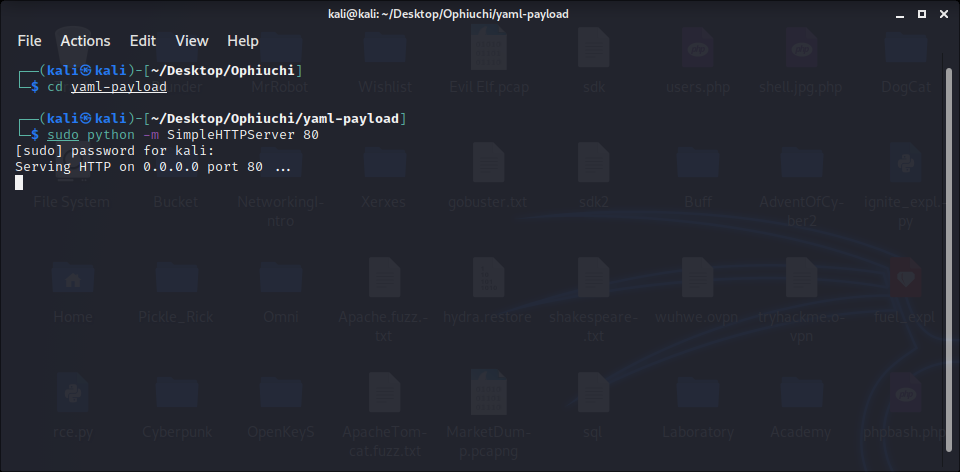 kali@kali: ~/Desktop/Ophiuchi/yaml-payload
File Actions Edit View Help
┌──(kali㉿kali)-[~/Desktop/Ophiuchi]
└─$ cd yaml-payload
┌──(kali㉿kali)-[~/Desktop/Ophiuchi/yaml-payload]
└─$ sudo python -m SimpleHTTPServer 80
[sudo] password for kali:
Serving HTTP on 0.0.0.0 port 80 ...
MrRobot Wishlist Evil Elf.pcap sdk users.php shell.jpg.php DogCat
File System Bucket NetworkingI-
ntro Xerxes gobuster.txt sdk2 Buff AdventOfCy-
ber2 ignite_expl.-
py
Home Pickle_Rick Omni Apache.fuzz.-
txt hydra.restore shakespeare-
.txt wuhwe.ovpn tryhackme.o-
vpn fuel_expl
rce.py Cyberpunk OpenKeyS ApacheTom-
cat.fuzz.txt MarketDum-
p.pcapng sql Laboratory Academy phpbash.php